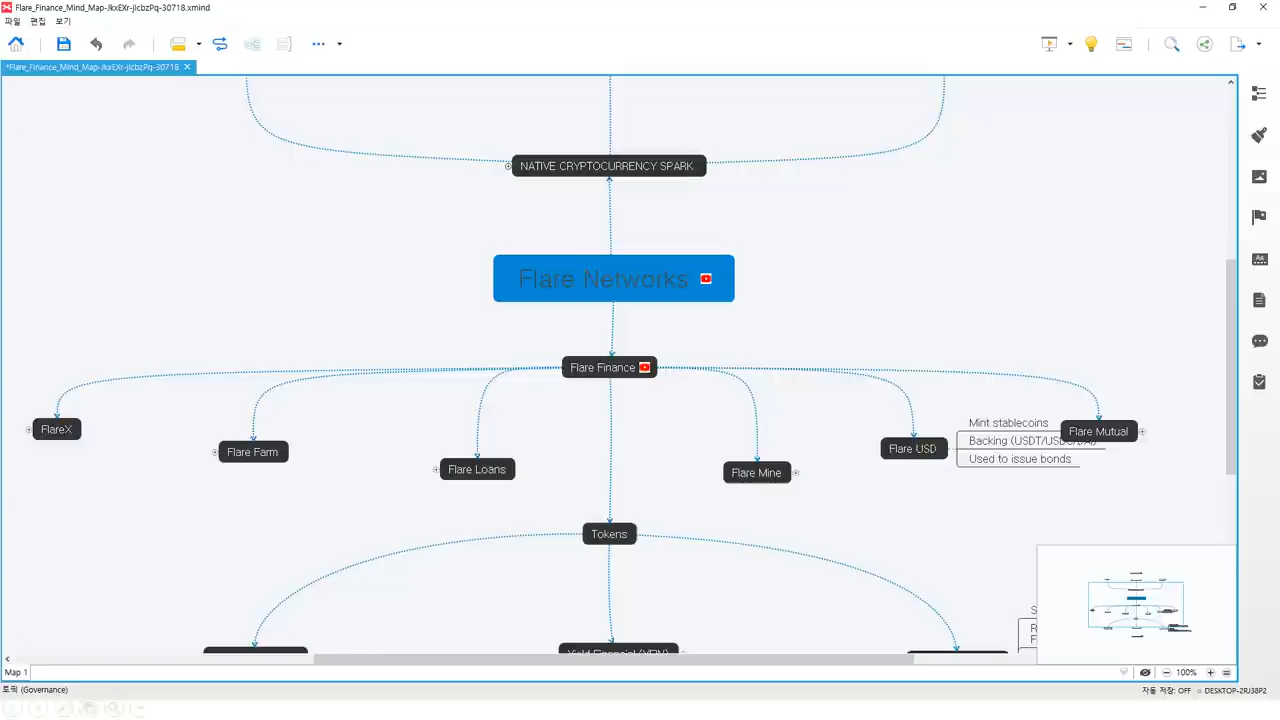 Flare_Finance_Mind_Map-JkxEXr-jIcbzPq-30718.xmind
파일 편집 보기
*Flare_Finance_Mind_Map-JkxEXr-jIcbzPq-30718
NATIVE CRYPTOCURRENCY SPARK
Flare Networks
Flare Finance
FlareX
Flare Farm
Flare Loans
Flare Mine
Flare USD
Mint stablecoins
Backing (USDT/USDC/DAI)
Used to issue bonds
Flare Mutual
Tokens
Yield Financial (YFIN)
S
R
F
Map 1
100%
토픽 (Governance)
자동 저장: OFF
DESKTOP-2RJ38P2